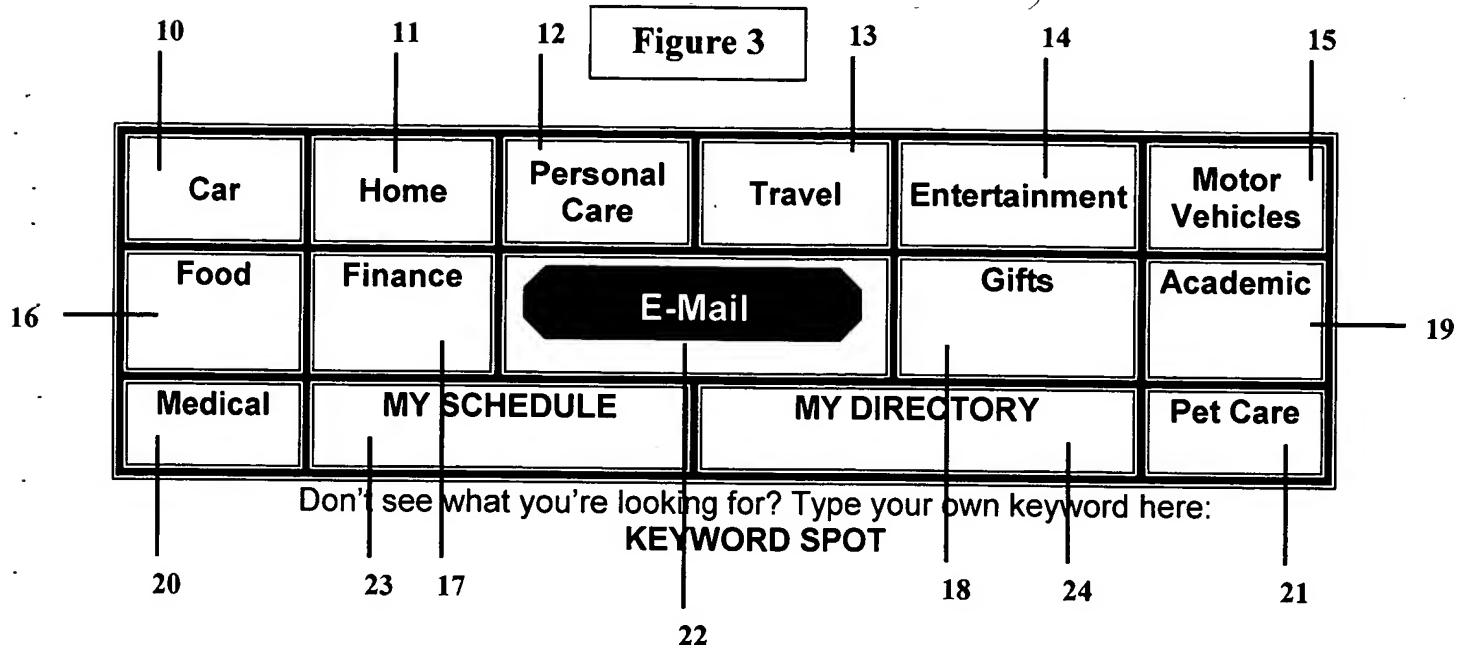 Figure 3
10 11 12 13 14 15
Car Home Personal Care Travel Entertainment Motor Vehicles
16 Food Finance E-Mail Gifts Academic 19
Medical MY SCHEDULE MY DIRECTORY Pet Care
Don't see what you're looking for? Type your own keyword here:
KEYWORD SPOT
20 23 17 18 24 21
22